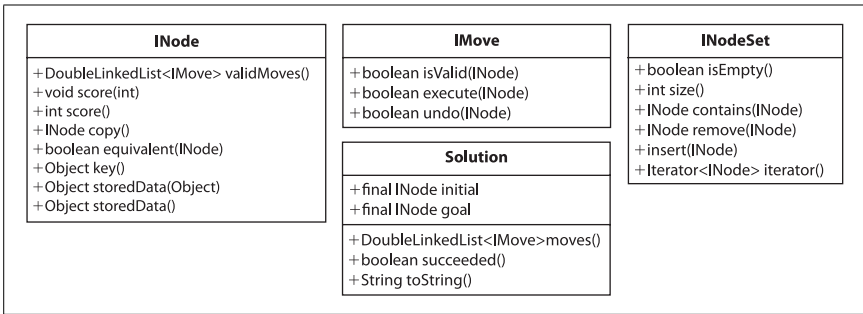 INode
+DoubleLinkedList<IMove> validMoves()
+void score(int)
+int score()
+INode copy()
+boolean equivalent(INode)
+Object key()
+Object storedData(Object)
+Object storedData()
IMove
+boolean isValid(INode)
+boolean execute(INode)
+boolean undo(INode)
Solution
+final INode initial
+final INode goal
+DoubleLinkedList<IMove>moves()
+boolean succeeded()
+String toString()
INodeSet
+boolean isEmpty()
+int size()
+INode contains(INode)
+INode remove(INode)
+insert(INode)
+Iterator<INode> iterator()